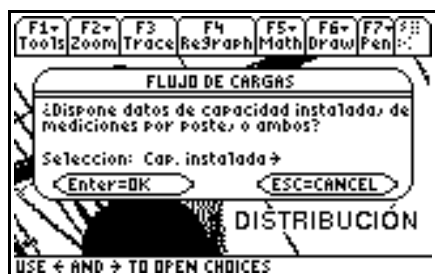 F1▾ F2▾ F3 F4 F5▾ F6▾ F7▾
Tools Zoom Trace ReGraph Math Draw Pen
FLUJO DE CARGAS
¿Dispone datos de capacidad instalada, de
mediciones por poste, o ambos?
Seleccion: Cap. instalada→
Enter=OK
ESC=CANCEL
DISTRIBUCIÓN
USE ← AND → TO OPEN CHOICES